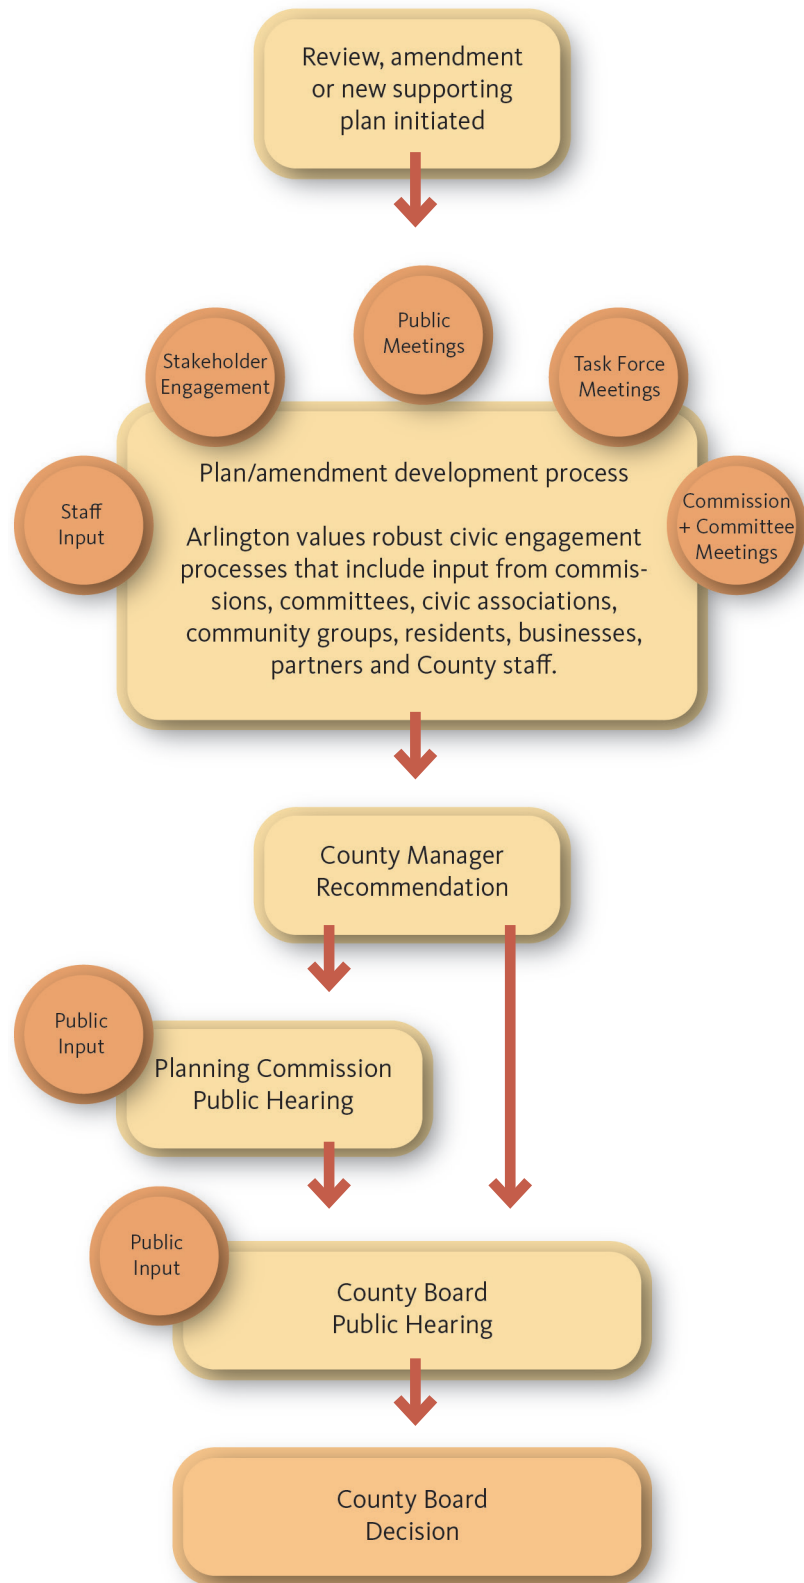 Review, amendment
or new supporting
plan initiated
Public
Meetings
Stakeholder
Engagement
Task Force
Meetings
Staff
Input
Commission
+ Committee
Meetings
Plan/amendment development process
Arlington values robust civic engagement
processes that include input from commis-
sions, committees, civic associations,
community groups, residents, businesses,
partners and County staff.
County Manager
Recommendation
Public
Input
Planning Commission
Public Hearing
Public
Input
County Board
Public Hearing
County Board
Decision